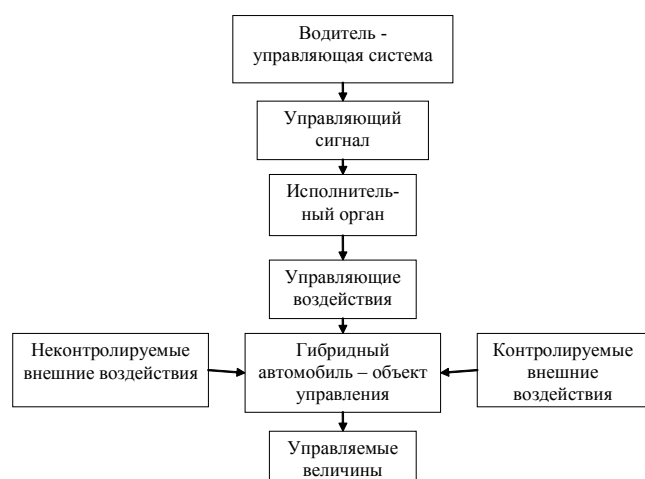 Водитель -
управляющая система
Управляющий
сигнал
Исполнитель-
ный орган
Управляющие
воздействия
Неконтролируемые
внешние воздействия
Гибридный
автомобиль – объект
управления
Контролируемые
внешние
воздействия
Управляемые
величины